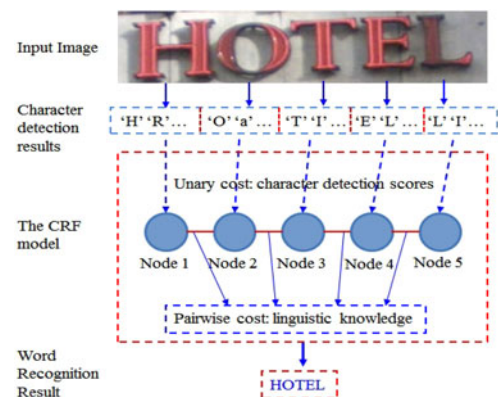 Input Image
HOTEL
Character
detection
results
‘H’ ‘R’... ‘O’ ‘a’... ‘T’ ‘I’... ‘E’ ‘L’... ‘L’ ‘I’...
Unary cost: character detection scores
The CRF
model
Node 1 Node 2 Node 3 Node 4 Node 5
Pairwise cost: linguistic knowledge
Word
Recognition
Result
HOTEL